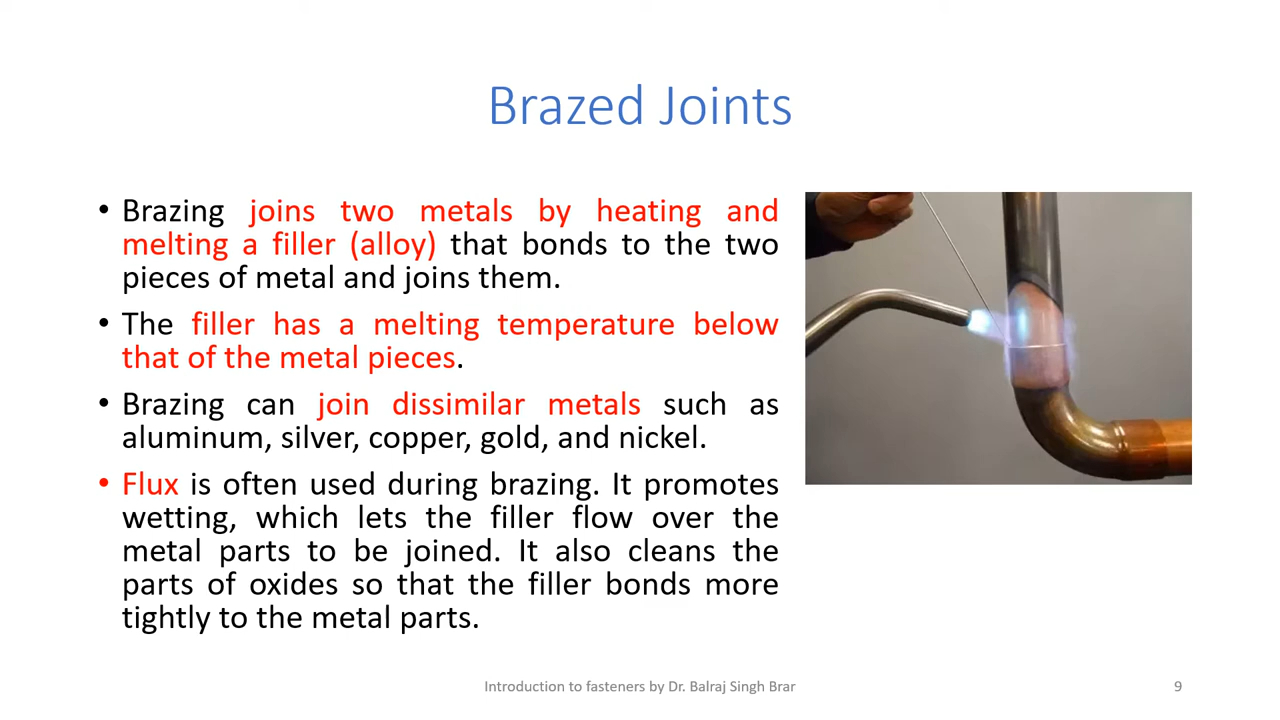 Brazed Joints
• Brazing joins two metals by heating and
melting a filler (alloy) that bonds to the two
pieces of metal and joins them.
• The filler has a melting temperature below
that of the metal pieces.
• Brazing can join dissimilar metals such as
aluminum, silver, copper, gold, and nickel.
• Flux is often used during brazing. It promotes
wetting, which lets the filler flow over the
metal parts to be joined. It also cleans the
parts of oxides so that the filler bonds more
tightly to the metal parts.
Introduction to fasteners by Dr. Balraj Singh Brar
9